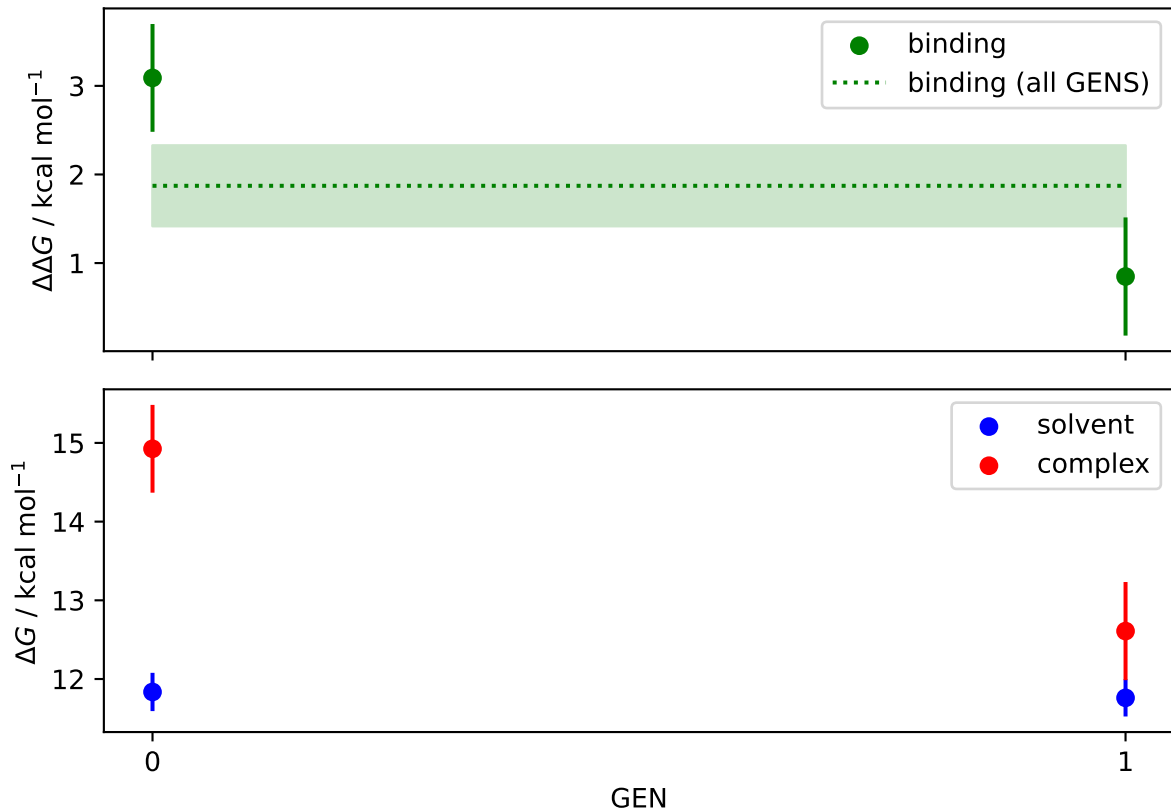 binding
binding (all GENS)
3
2
1
ΔΔG / kcal mol⁻¹
solvent
complex
15
14
13
12
ΔG / kcal mol⁻¹
0
1
GEN